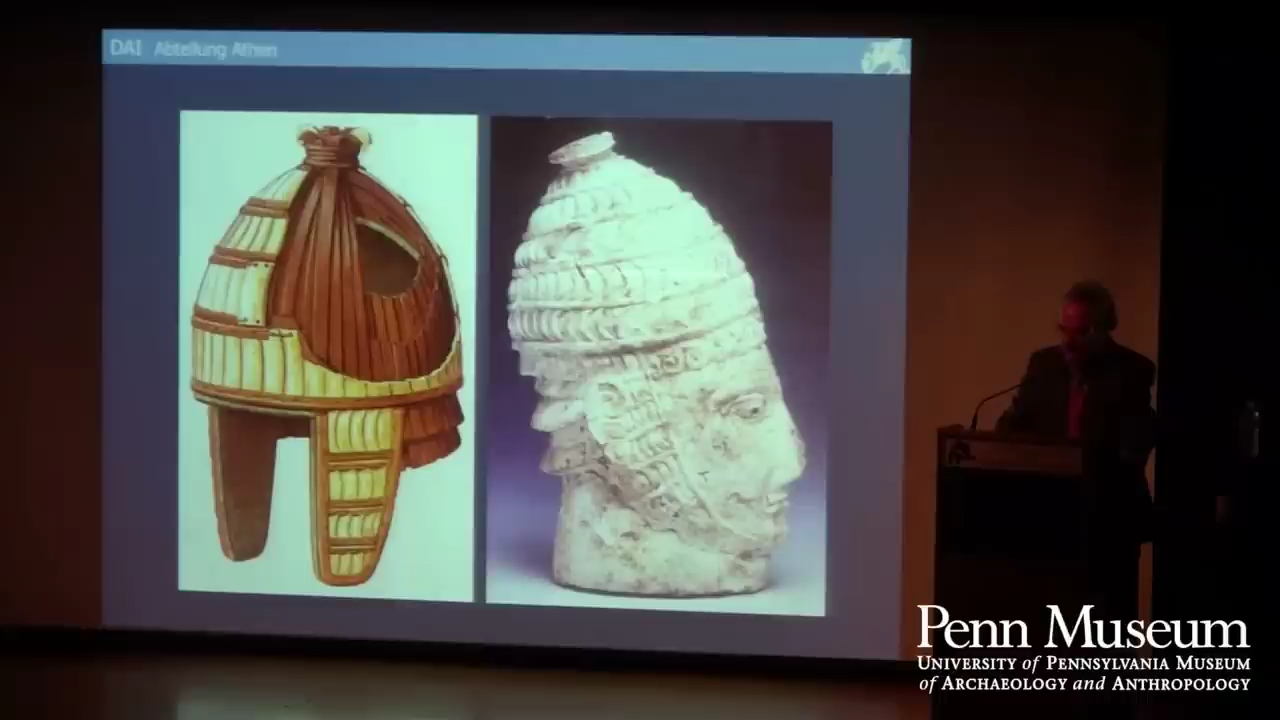 DAI Abteilung Athen
Penn Museum
UNIVERSITY of PENNSYLVANIA MUSEUM
of ARCHAEOLOGY and ANTHROPOLOGY